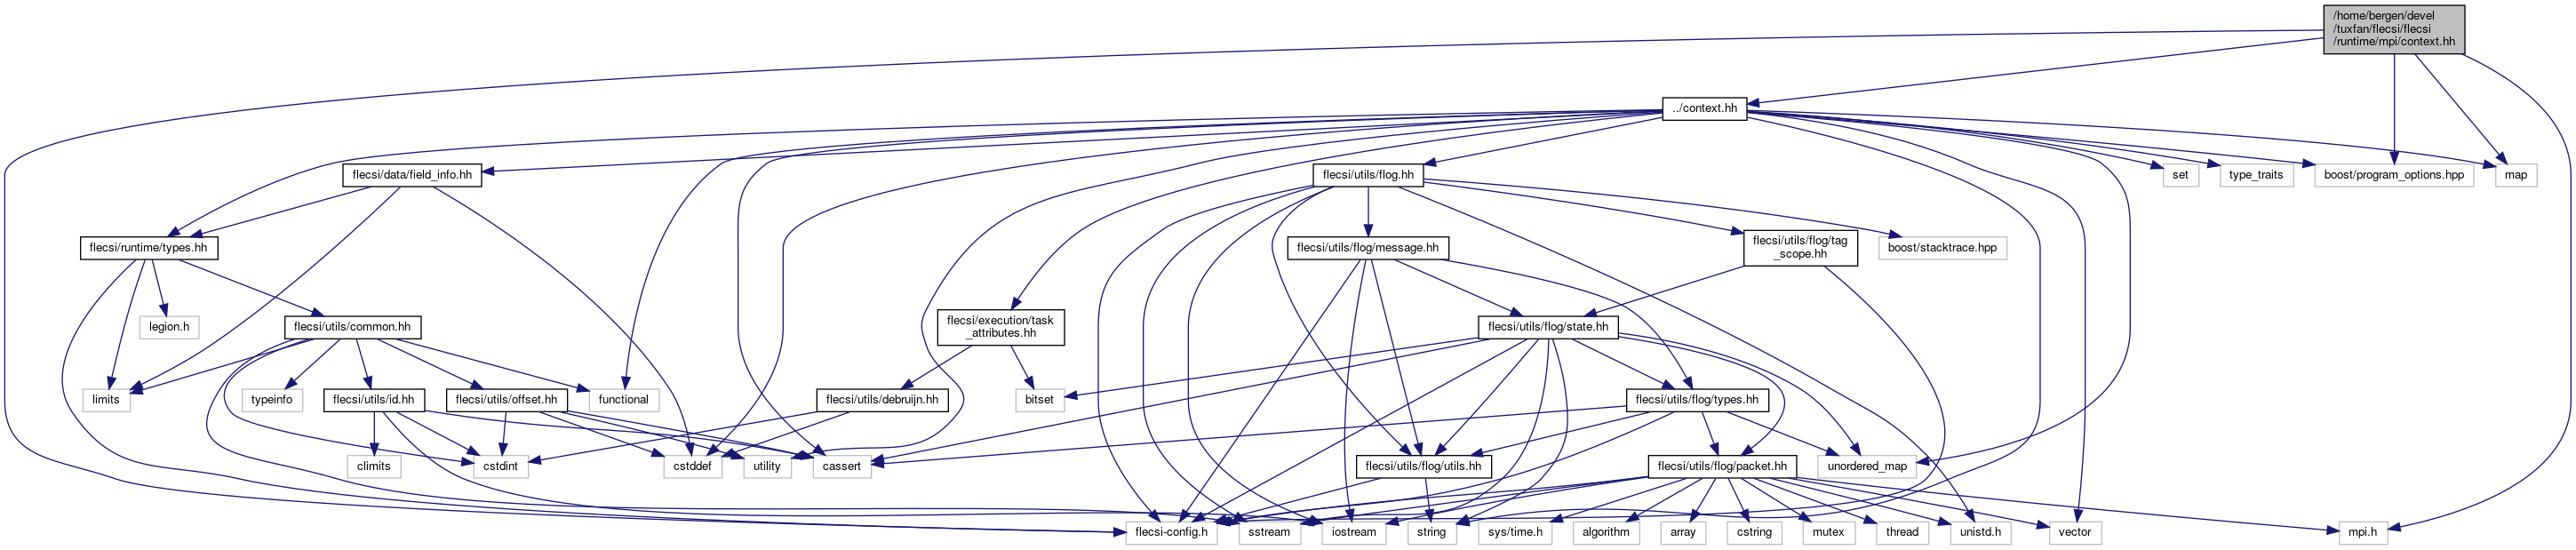 /home/bergen/devel
/tuxfan/flecsi/flecsi
/runtime/mpi/context.hh
../context.hh
flecsi/data/field_info.hh
flecsi/utils/flog.hh
set
type_traits
boost/program_options.hpp
map
flecsi/runtime/types.hh
flecsi/utils/flog/message.hh
flecsi/utils/flog/tag
_scope.hh
boost/stacktrace.hpp
legion.h
flecsi/utils/common.hh
flecsi/execution/task
_attributes.hh
flecsi/utils/flog/state.hh
limits
typeinfo
flecsi/utils/id.hh
flecsi/utils/offset.hh
functional
flecsi/utils/debruijn.hh
bitset
flecsi/utils/flog/types.hh
climits
cstdint
cstddef
utility
cassert
flecsi/utils/flog/utils.hh
flecsi/utils/flog/packet.hh
unordered_map
flecsi-config.h
sstream
iostream
string
sys/time.h
algorithm
array
cstring
mutex
thread
unistd.h
vector
mpi.h